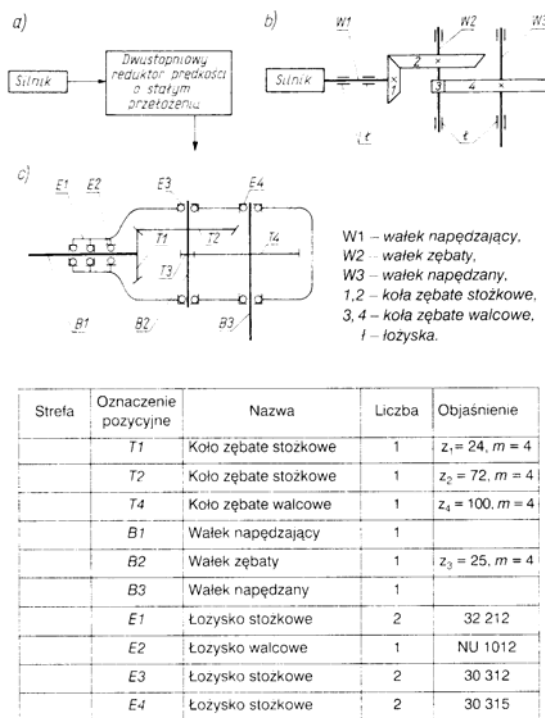 a)
Silnik
Dwustopniowy
reduktor prędkości
o stałym
przełożeniu
b)
W1
W2
W3
Silnik
1
2
3
4
Ł
Ł
c)
E1
E2
E3
E4
T1
T2
T3
T4
B1
B2
B3
W1 – wałek napędzający,
W2 – wałek zębaty,
W3 – wałek napędzany,
1,2 – koła zębate stożkowe,
3, 4 – koła zębate walcowe,
ł – łożyska.
Strefa Oznaczenie pozycyjne Nazwa Liczba Objaśnienie
T1 Koło zębate stożkowe 1 z₁ = 24, m = 4
T2 Koło zębate stożkowe 1 z₂ = 72, m = 4
T4 Koło zębate walcowe 1 z₄ = 100, m = 4
B1 Wałek napędzający 1
B2 Wałek zębaty 1 z₃ = 25, m = 4
B3 Wałek napędzany 1
E1 Łożysko stożkowe 2 32 212
E2 Łożysko walcowe 1 NU 1012
E3 Łożysko stożkowe 2 30 312
E4 Łożysko stożkowe 2 30 315